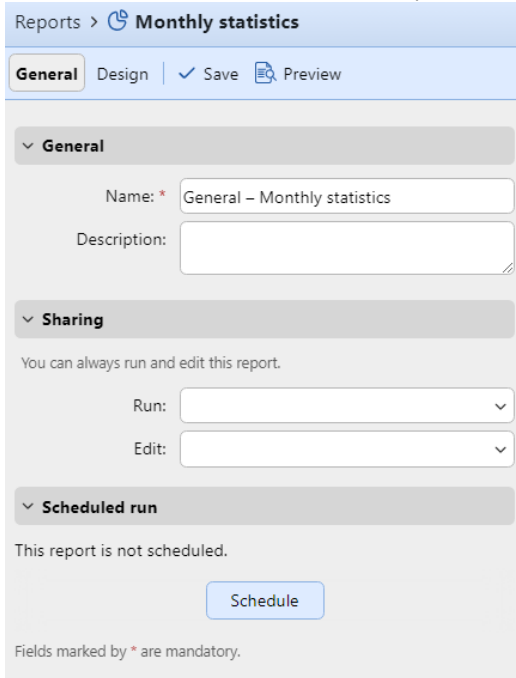 Reports > Monthly statistics
General Design Save Preview
General
Name: * General – Monthly statistics
Description:
Sharing
You can always run and edit this report.
Run:
Edit:
Scheduled run
This report is not scheduled.
Schedule
Fields marked by * are mandatory.